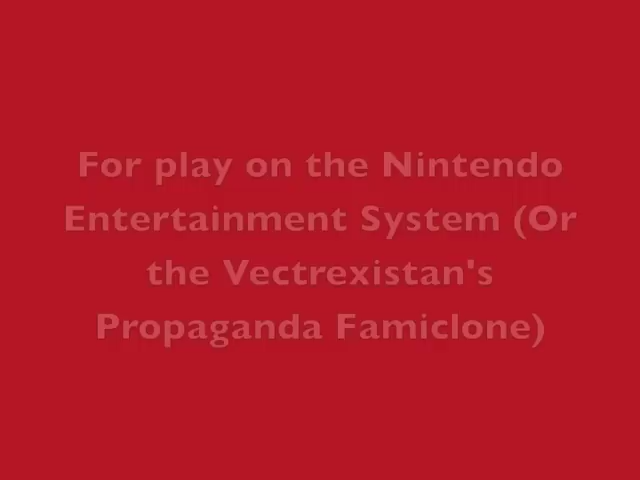 For play on the Nintendo
Entertainment System (Or
the Vectrexistan's
Propaganda Famiclone)